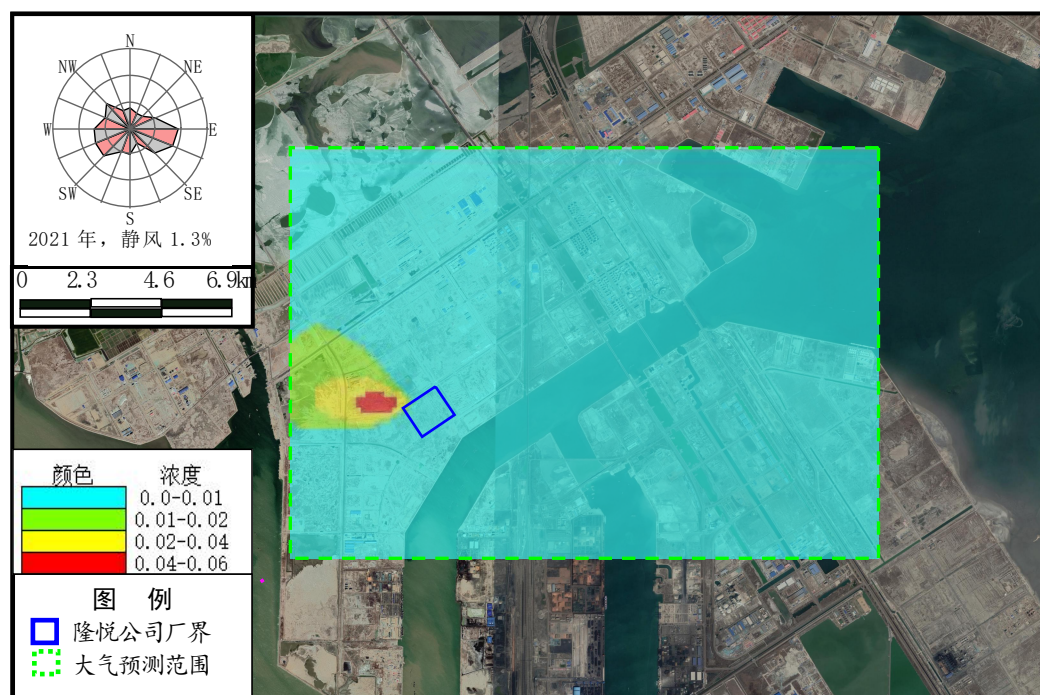 N
NW NE
W E
SW SE
S
2021 年，静风 1.3%
0 2.3 4.6 6.9km
颜色 浓度
0.0-0.01
0.01-0.02
0.02-0.04
0.04-0.06
图 例
隆悦公司厂界
大气预测范围